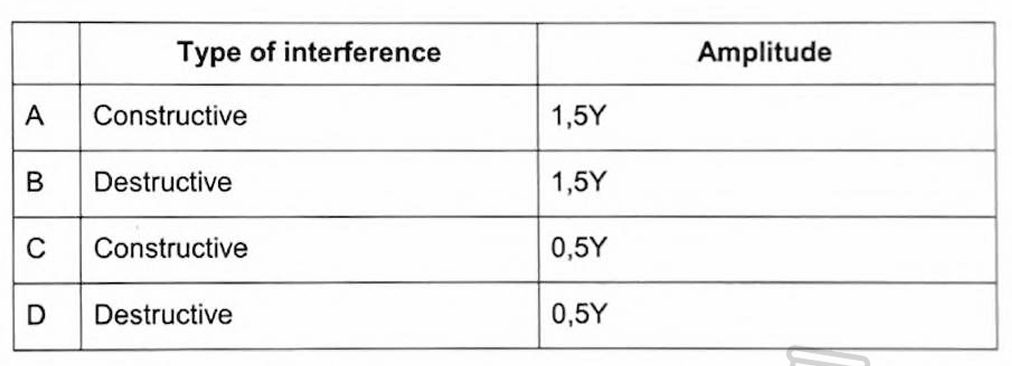 Type of interference Amplitude
A Constructive 1,5Y
B Destructive 1,5Y
C Constructive 0,5Y
D Destructive 0,5Y